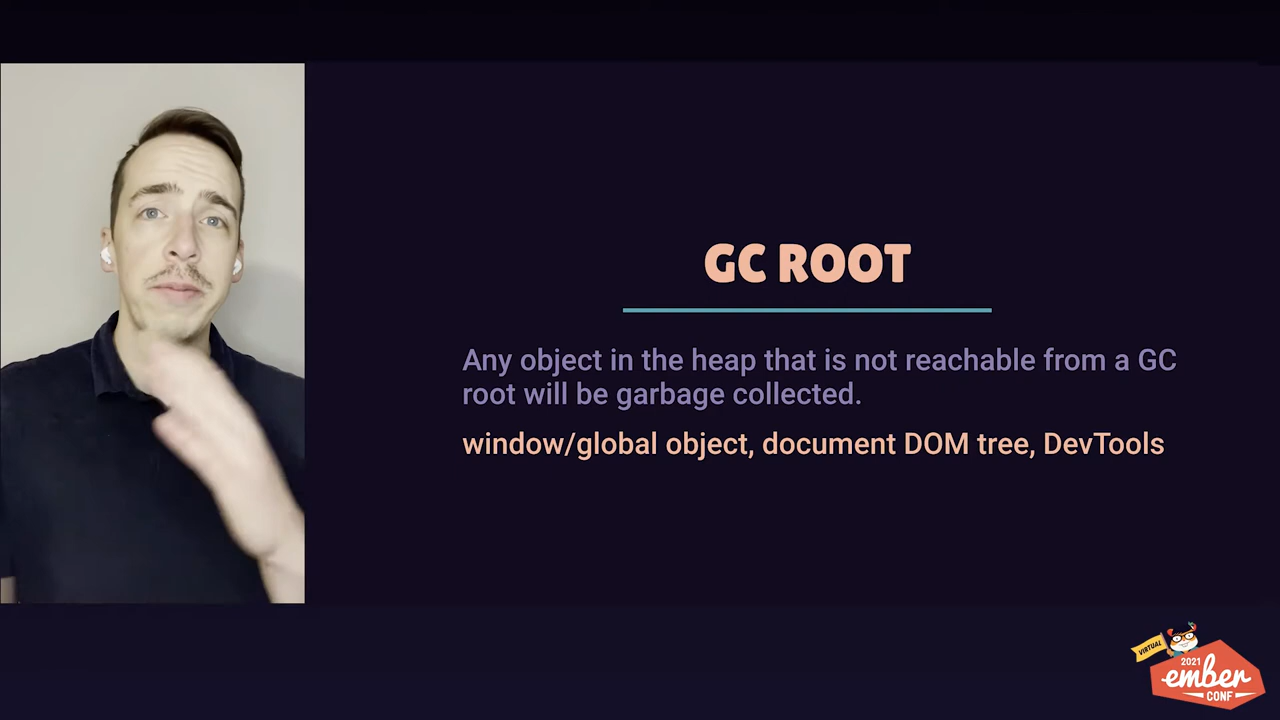 GC ROOT
Any object in the heap that is not reachable from a GC
root will be garbage collected.
window/global object, document DOM tree, DevTools
VIRTUAL
2021
ember
CONF